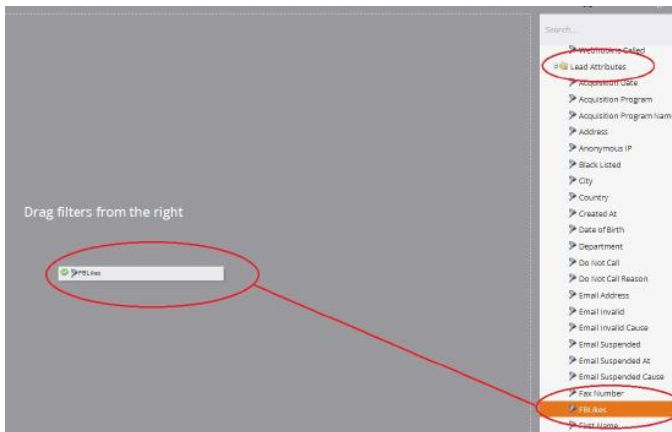 Search...
Webhook is Called
Lead Attributes
Acquisition Date
Acquisition Program
Acquisition Program Nam
Address
Anonymous IP
Black Listed
City
Country
Created At
Date of Birth
Department
Do Not Call
Do Not Call Reason
Email Address
Email Invalid
Email Invalid Cause
Email Suspended
Email Suspended At
Email Suspended Cause
Fax Number
FBLikes
First Name
Drag filters from the right
FBLikes